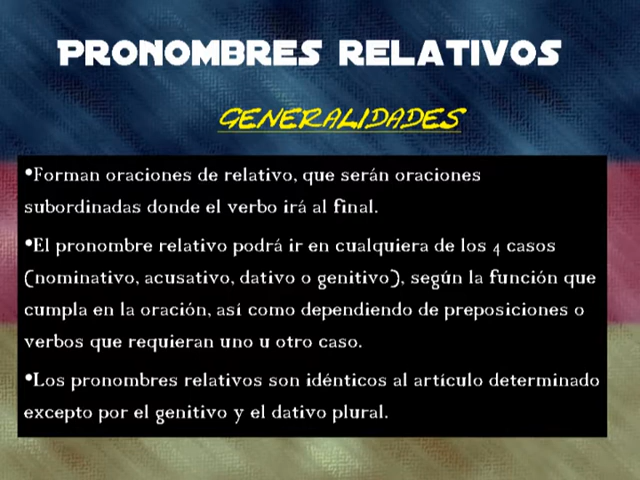 PRONOMBRES RELATIVOS
GENERALIDADES
•Forman oraciones de relativo, que serán oraciones
subordinadas donde el verbo irá al final.
•El pronombre relativo podrá ir en cualquiera de los 4 casos
(nominativo, acusativo, dativo o genitivo), según la función que
cumpla en la oración, así como dependiendo de preposiciones o
verbos que requieran uno u otro caso.
•Los pronombres relativos son idénticos al artículo determinado
excepto por el genitivo y el dativo plural.